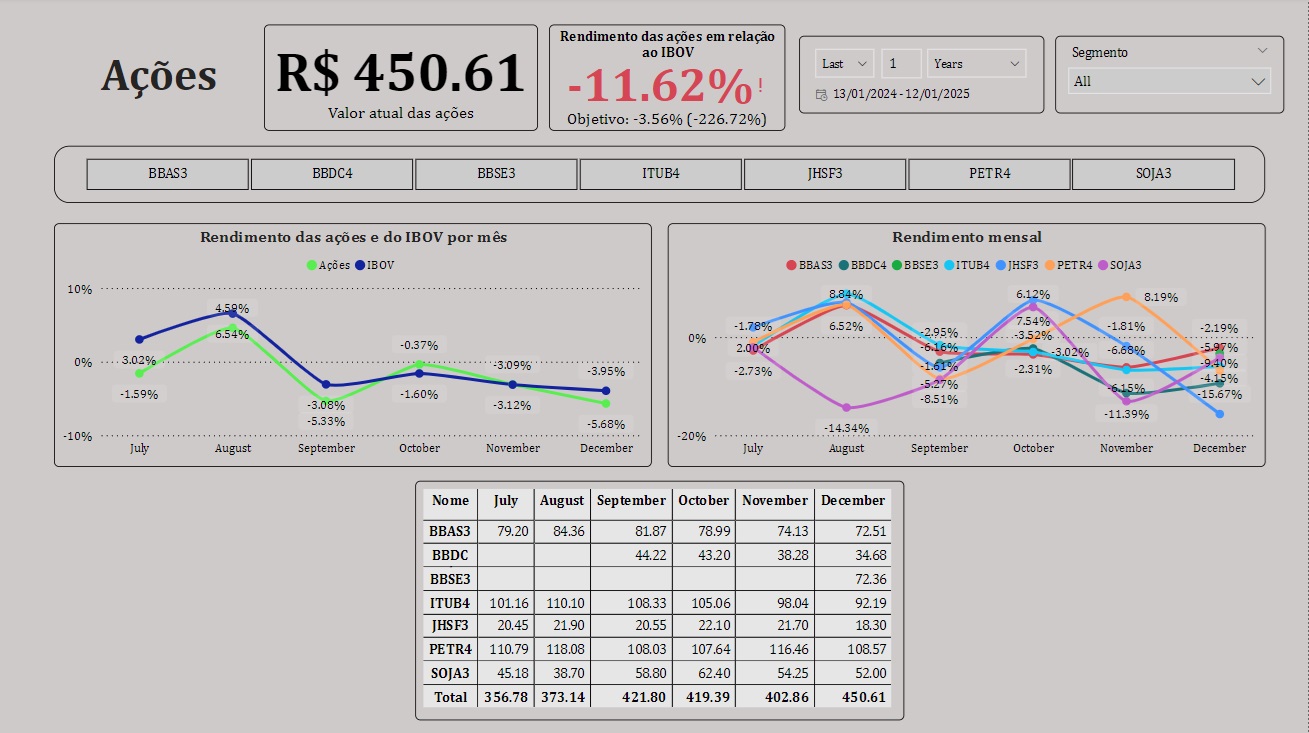 Ações
R$ 450.61
Valor atual das ações
Rendimento das ações em relação
ao IBOV
-11.62% !
Objetivo: -3.56% (-226.72%)
Last 1 Years
13/01/2024 - 12/01/2025
Segmento
All
BBAS3 BBDC4 BBSE3 ITUB4 JHSF3 PETR4 SOJA3
Rendimento das ações e do IBOV por mês
Ações IBOV
10%
0%
-10%
4.59%
6.54%
3.02%
-1.59%
-3.08%
-5.33%
-0.37%
-1.60%
-3.09%
-3.12%
-3.95%
-5.68%
July August September October November December
Rendimento mensal
BBAS3 BBDC4 BBSE3 ITUB4 JHSF3 PETR4 SOJA3
0%
-20%
-1.78%
2.00%
-2.73%
8.84%
6.52%
-14.34%
-2.95%
-6.16%
-1.61%
-5.27%
-8.51%
6.12%
7.54%
-3.52%
-3.02%
-2.31%
8.19%
-1.81%
-6.68%
-6.15%
-11.39%
-2.19%
-5.97%
-9.40%
-4.15%
-15.67%
July August September October November December
Nome July August September October November December
BBAS3 79.20 84.36 81.87 78.99 74.13 72.51
BBDC 44.22 43.20 38.28 34.68
BBSE3 72.36
ITUB4 101.16 110.10 108.33 105.06 98.04 92.19
JHSF3 20.45 21.90 20.55 22.10 21.70 18.30
PETR4 110.79 118.08 108.03 107.64 116.46 108.57
SOJA3 45.18 38.70 58.80 62.40 54.25 52.00
Total 356.78 373.14 421.80 419.39 402.86 450.61